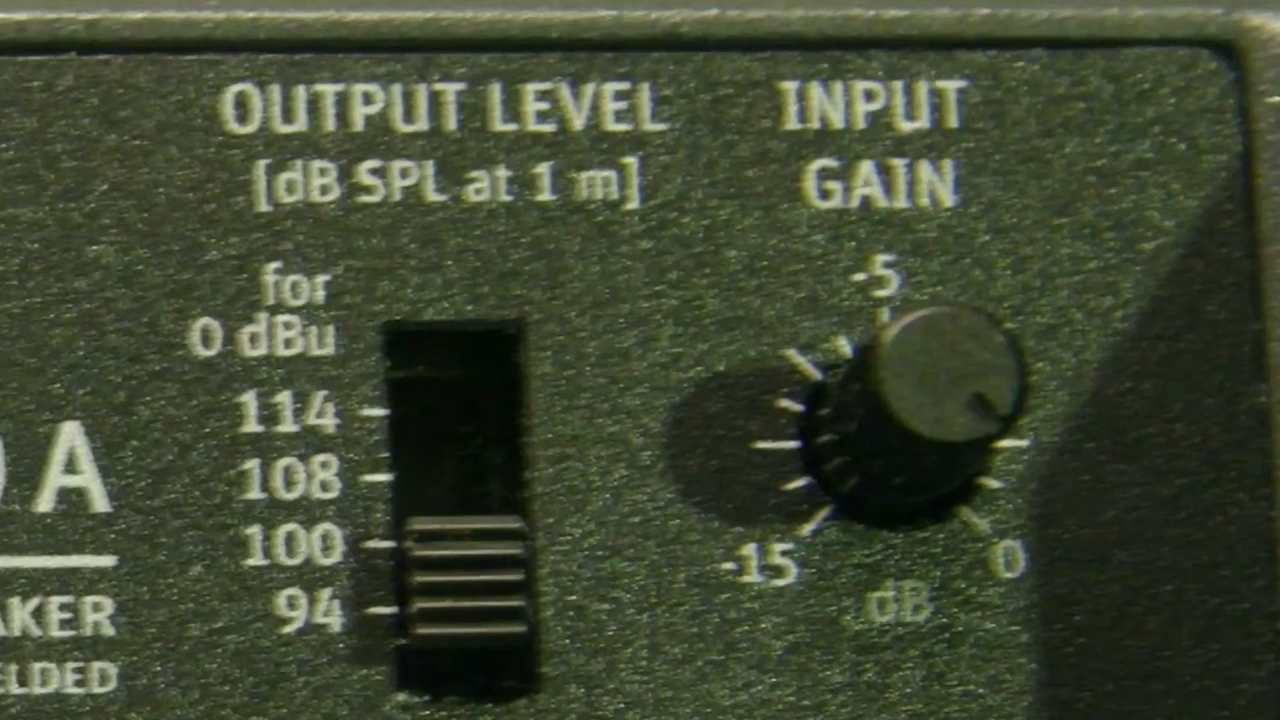 OUTPUT LEVEL
[dB SPL at 1 m]
for
0 dBu
114
108
100
94
INPUT
GAIN
-5
-15
0
dB
A